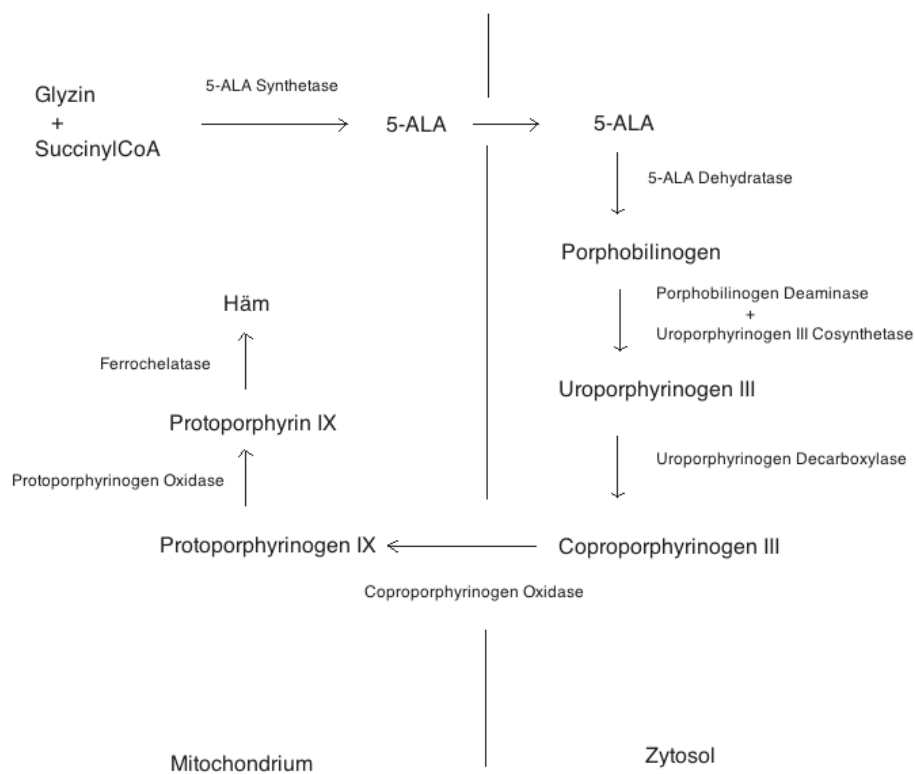 5-ALA Synthetase
Glyzin
+
SuccinylCoA
5-ALA
5-ALA
5-ALA Dehydratase
Porphobilinogen
Porphobilinogen Deaminase
+
Uroporphyrinogen III Cosynthetase
Uroporphyrinogen III
Uroporphyrinogen Decarboxylase
Coproporphyrinogen III
Coproporphyrinogen Oxidase
Protoporphyrinogen IX
Protoporphyrinogen Oxidase
Protoporphyrin IX
Ferrochelatase
Häm
Mitochondrium
Zytosol